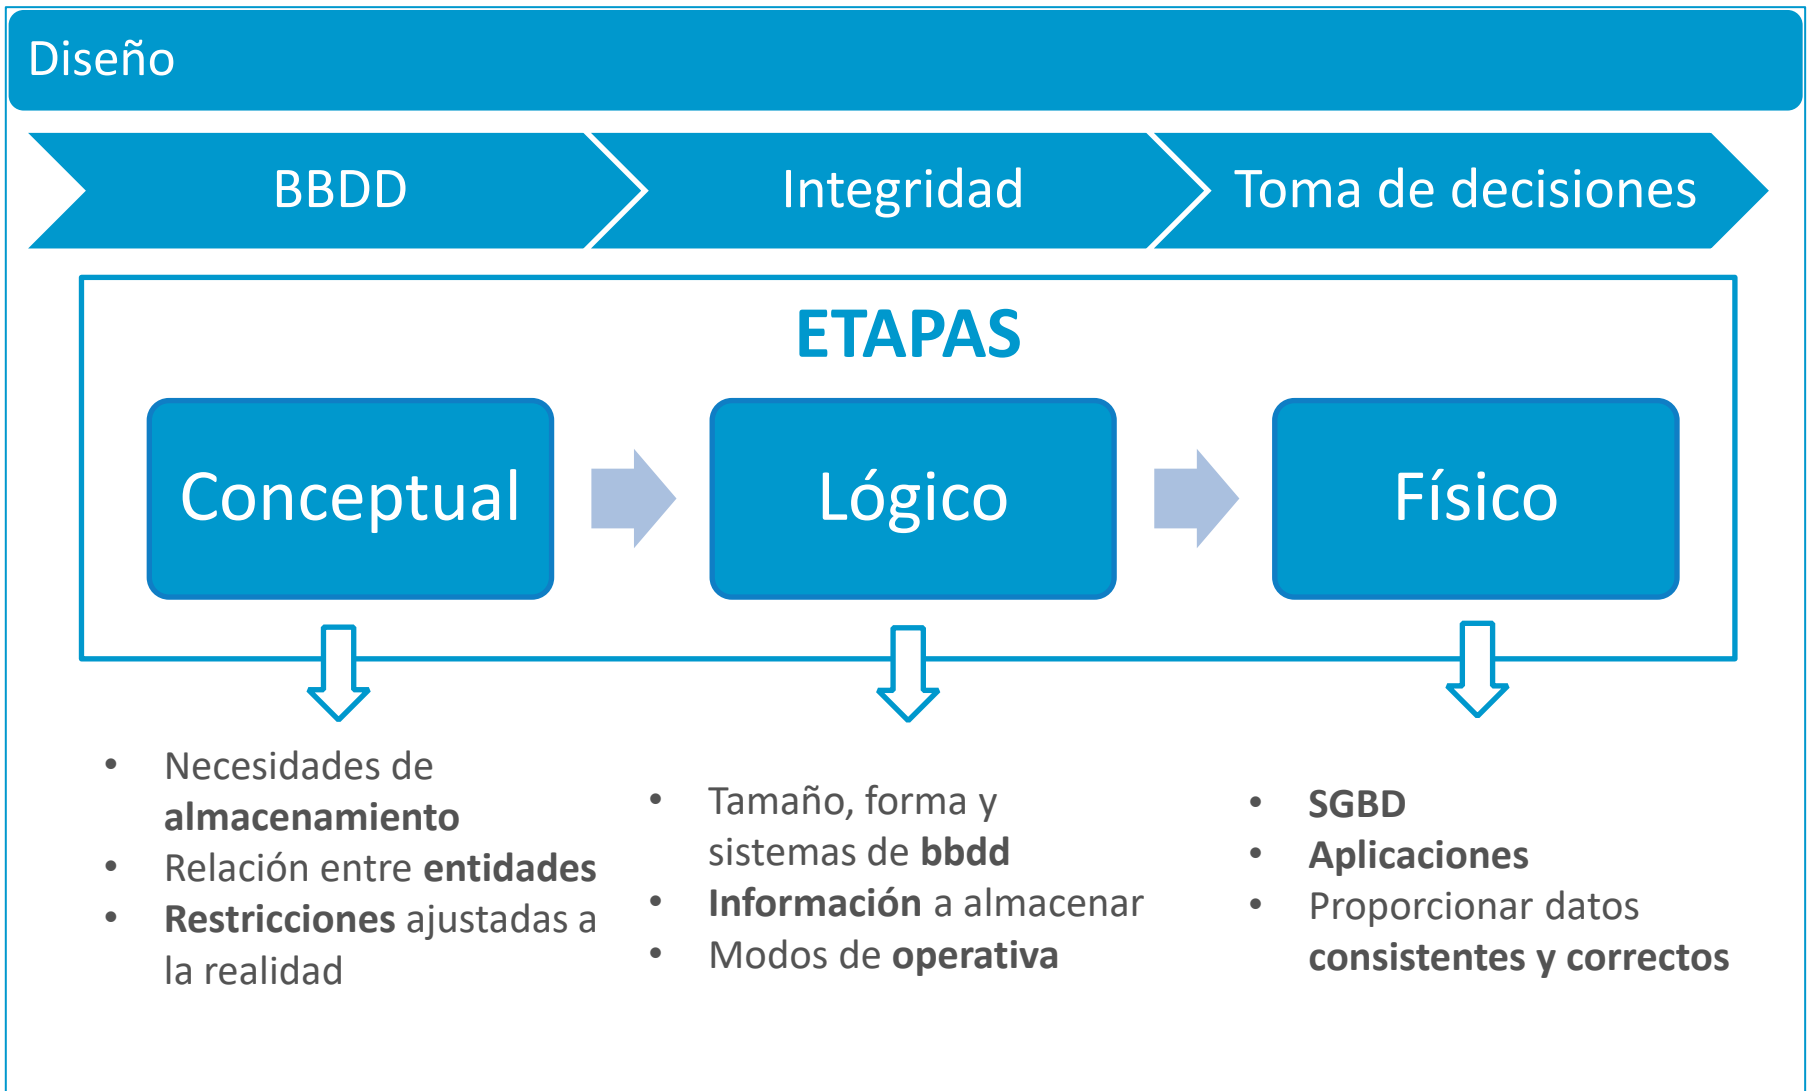 Diseño
BBDD
Integridad
Toma de decisiones
ETAPAS
Conceptual
Lógico
Físico
• Necesidades de
almacenamiento
• Relación entre entidades
• Restricciones ajustadas a
la realidad
• Tamaño, forma y
sistemas de bbdd
• Información a almacenar
• Modos de operativa
• SGBD
• Aplicaciones
• Proporcionar datos
consistentes y correctos